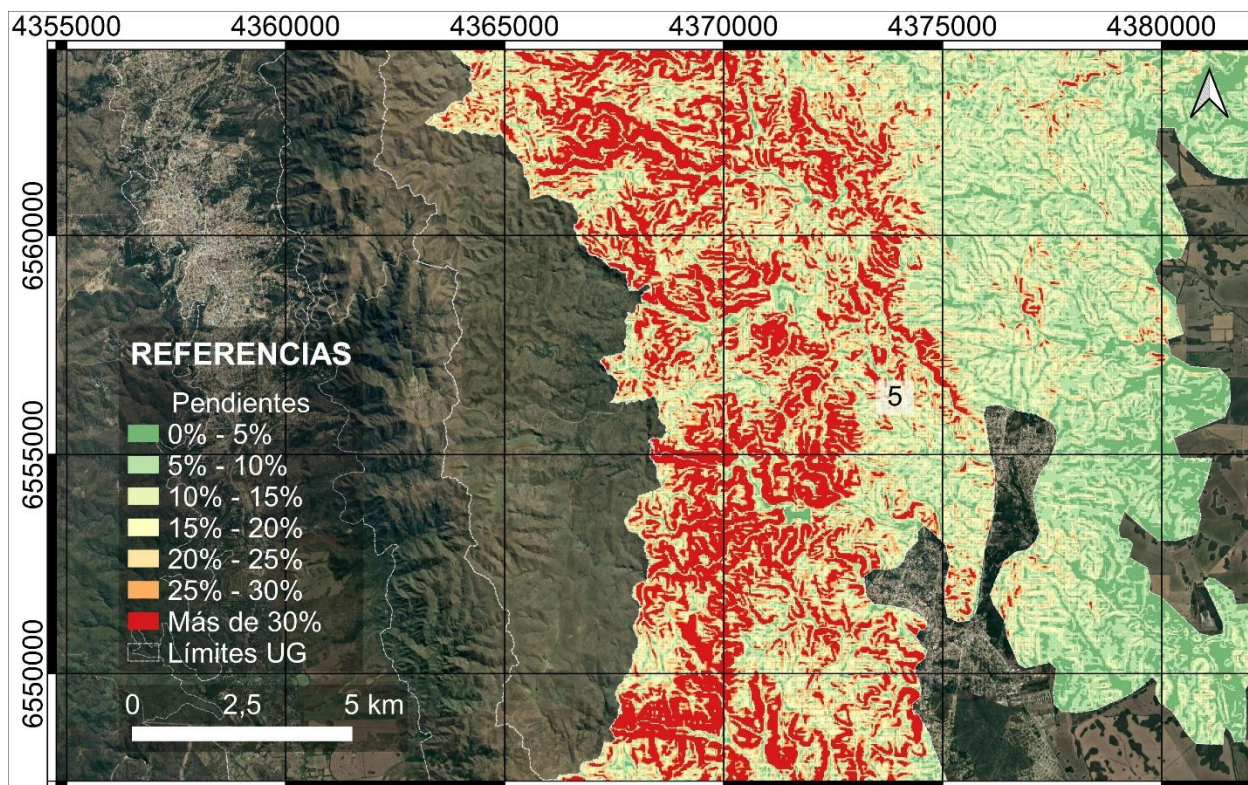 4355000 4360000 4365000 4370000 4375000 4380000
6560000
6555000
6550000
5
REFERENCIAS
Pendientes
0% - 5%
5% - 10%
10% - 15%
15% - 20%
20% - 25%
25% - 30%
Más de 30%
Límites UG
0 2,5 5 km